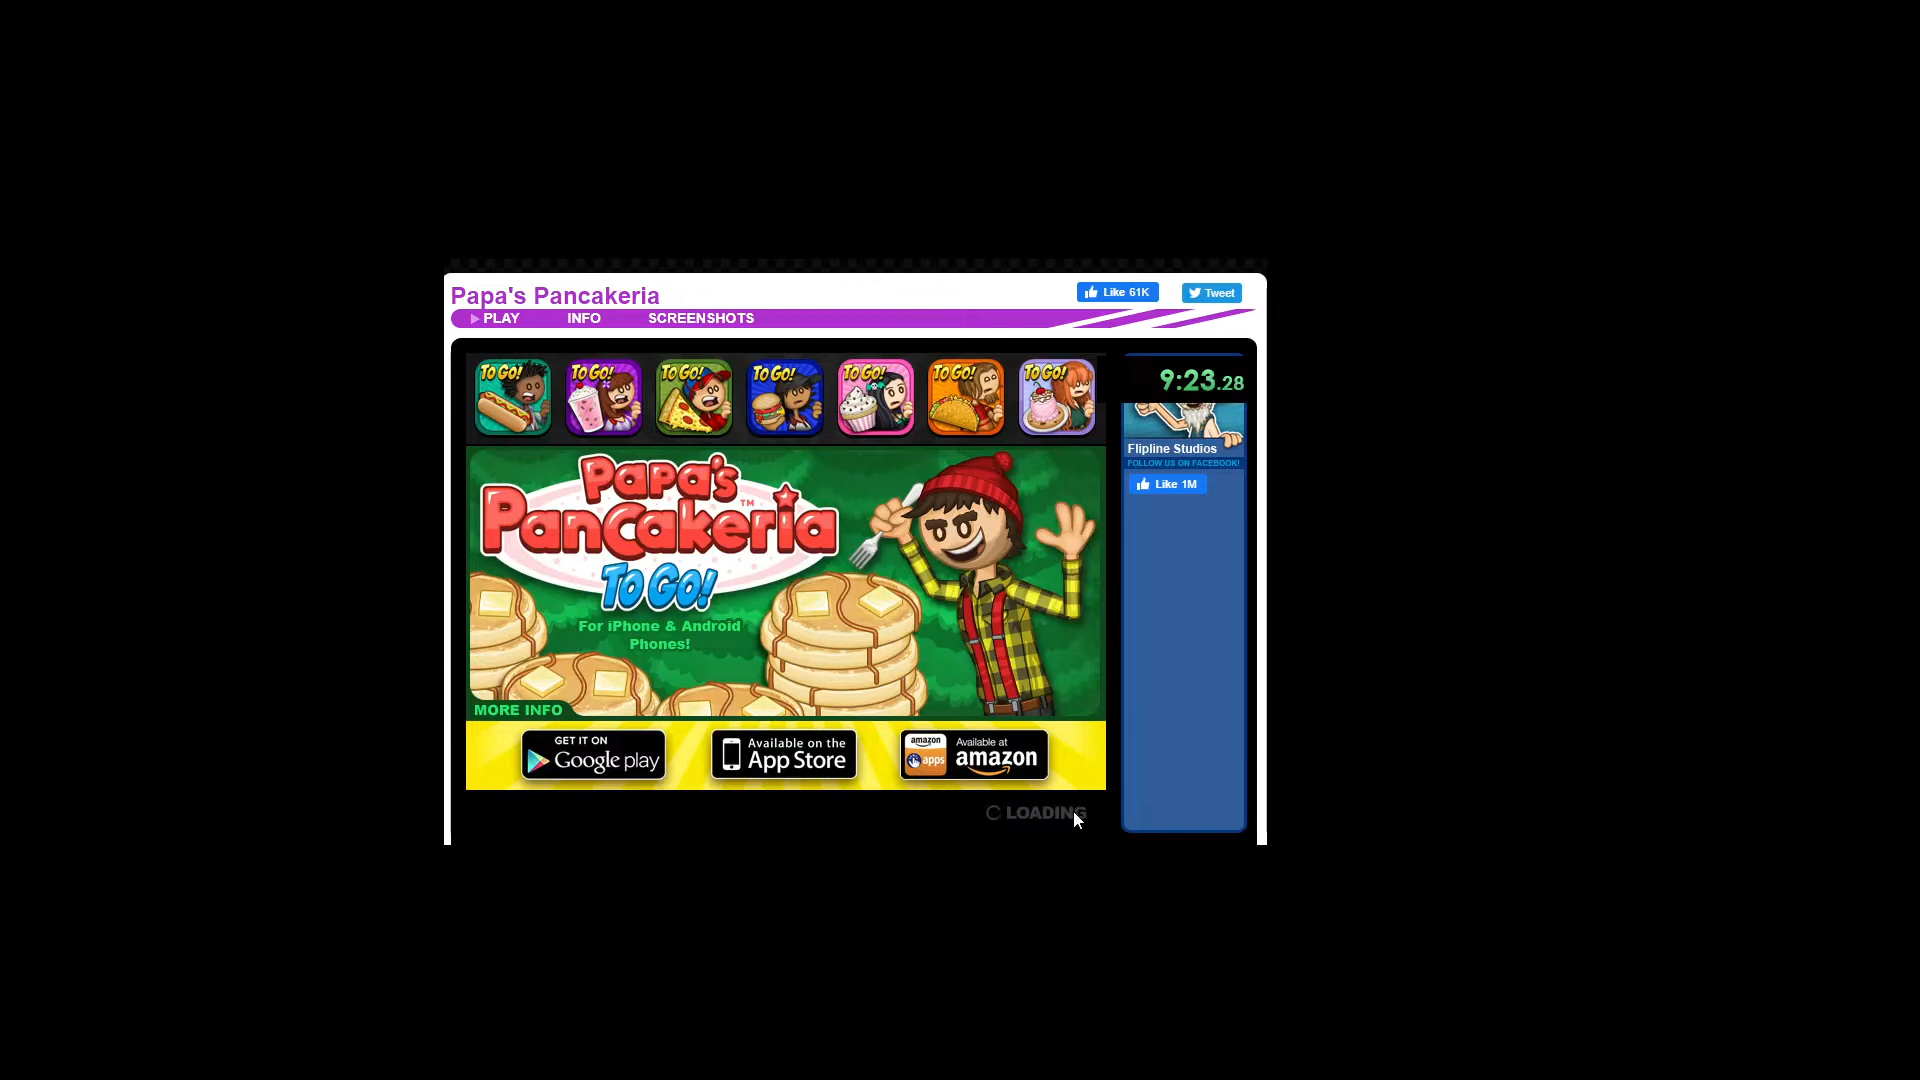 Papa's Pancakeria
Like 61K
Tweet
PLAY
INFO
SCREENSHOTS
TO GO!
TO GO!
TO GO!
TO GO!
TO GO!
TO GO!
TO GO!
9:23.28
Papa's
Pancakeria™
To Go!
For iPhone & Android
Phones!
MORE INFO
Flipline Studios
FOLLOW US ON FACEBOOK!
Like 1M
GET IT ON
Google play
Available on the
App Store
amazon
apps
Available at
amazon
LOADING